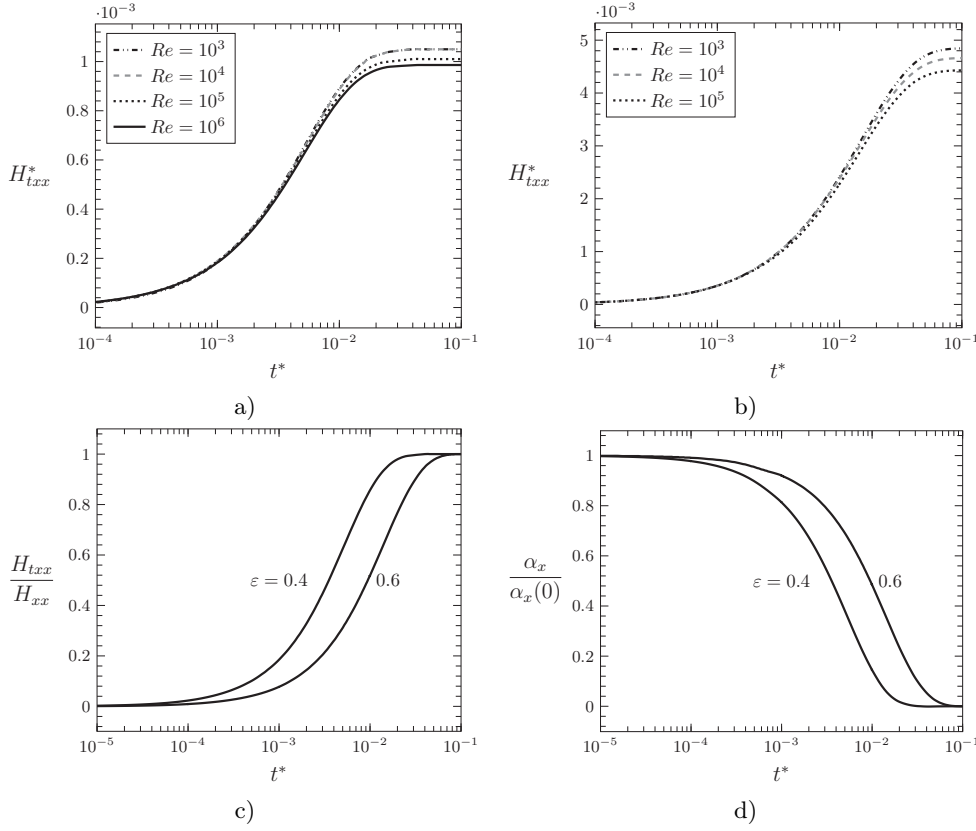 ·10⁻³
1
0.8
0.6
0.4
0.2
0
H*txx
Re = 10³
Re = 10⁴
Re = 10⁵
Re = 10⁶
10⁻⁴ 10⁻³ 10⁻² 10⁻¹
t*
a)
·10⁻³
5
4
3
2
1
0
H*txx
Re = 10³
Re = 10⁴
Re = 10⁵
10⁻⁴ 10⁻³ 10⁻² 10⁻¹
t*
b)
1
0.8
0.6
0.4
0.2
0
Htxx
Hxx
ε = 0.4 0.6
10⁻⁵ 10⁻⁴ 10⁻³ 10⁻² 10⁻¹
t*
c)
1
0.8
0.6
0.4
0.2
0
αx
αx(0)
ε = 0.4 0.6
10⁻⁵ 10⁻⁴ 10⁻³ 10⁻² 10⁻¹
t*
d)